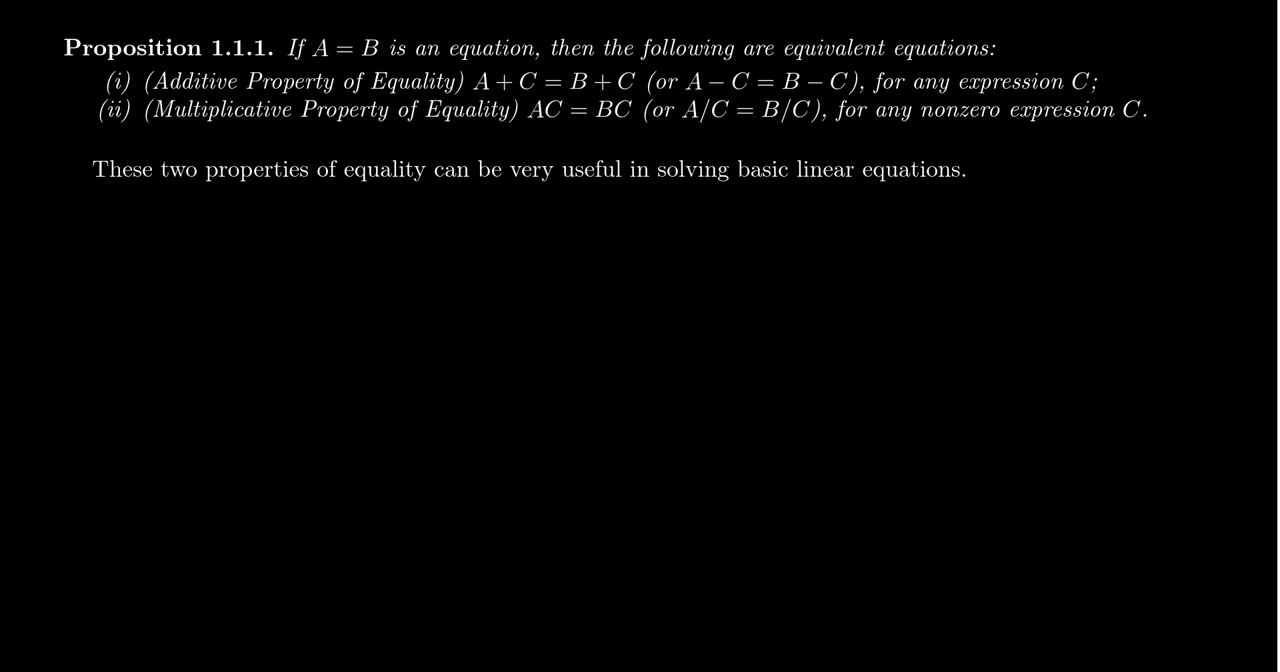 Proposition 1.1.1. If A = B is an equation, then the following are equivalent equations:
(i) (Additive Property of Equality) A + C = B + C (or A − C = B − C), for any expression C;
(ii) (Multiplicative Property of Equality) AC = BC (or A/C = B/C), for any nonzero expression C.
These two properties of equality can be very useful in solving basic linear equations.